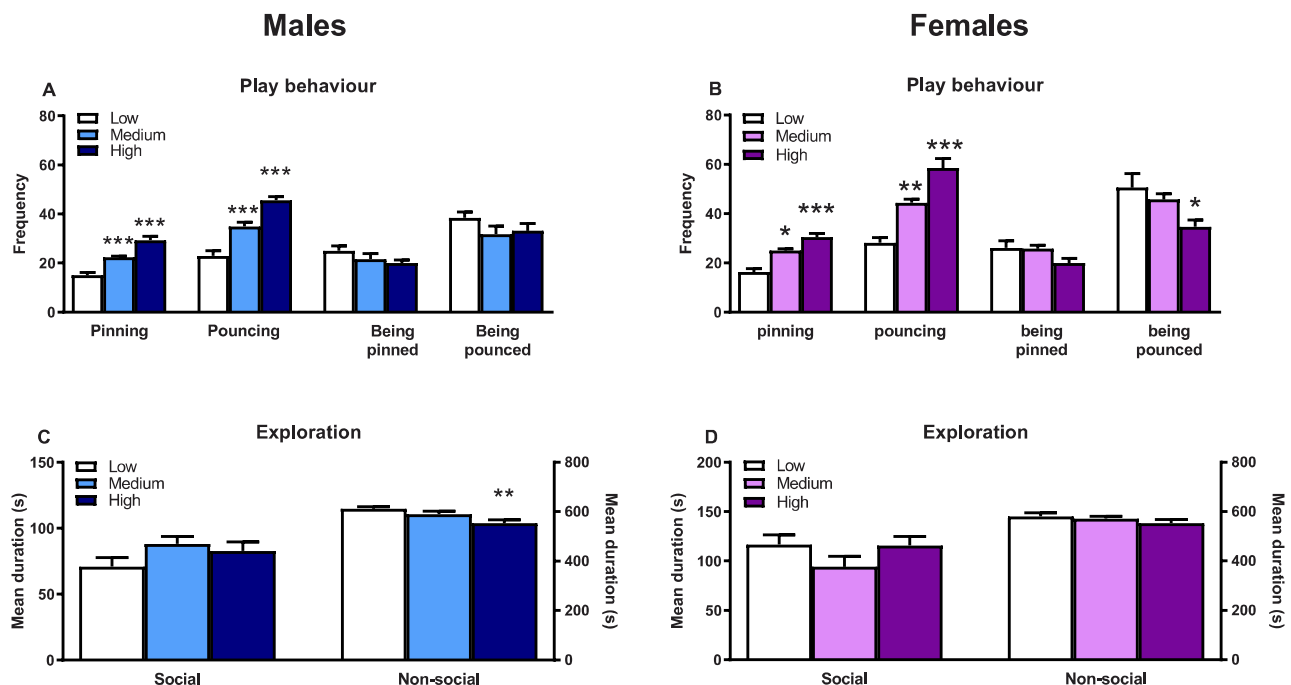 Males
Females
A
Play behaviour
80
60
40
20
0
Frequency
Low
Medium
High
***
***
***
***
Pinning
Pouncing
Being
pinned
Being
pounced
B
Play behaviour
80
60
40
20
0
Frequency
Low
Medium
High
*
***
**
***
*
pinning
pouncing
being
pinned
being
pounced
C
Exploration
150
100
50
0
Mean duration (s)
Low
Medium
High
**
800
600
400
200
0
Mean duration (s)
Social
Non-social
D
Exploration
200
150
100
50
0
Mean duration (s)
Low
Medium
High
800
600
400
200
0
Mean duration (s)
Social
Non-social